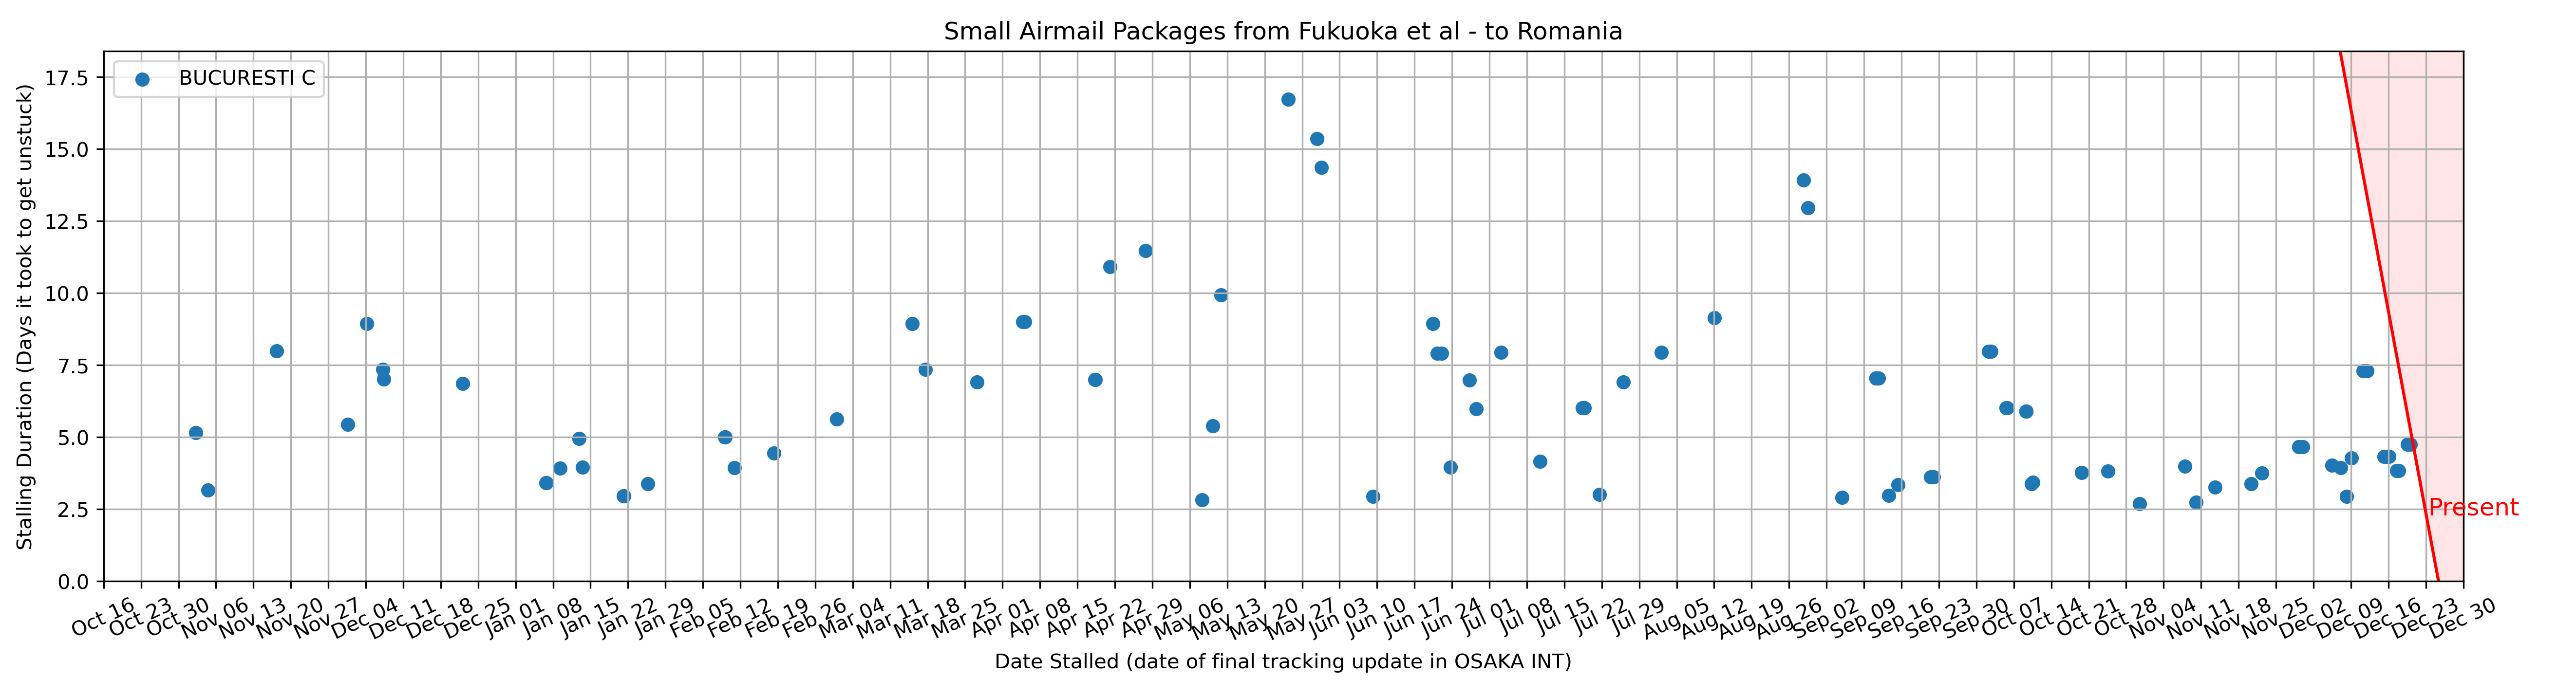 Small Airmail Packages from Fukuoka et al - to Romania
BUCURESTI C
Stalling Duration (Days it took to get unstuck)
17.5
15.0
12.5
10.0
7.5
5.0
2.5
0.0
Present
Oct 16 Oct 23 Oct 30 Nov 06 Nov 13 Nov 20 Nov 27 Dec 04 Dec 11 Dec 18 Dec 25 Jan 01 Jan 08 Jan 15 Jan 22 Jan 29 Feb 05 Feb 12 Feb 19 Feb 26 Mar 04 Mar 11 Mar 18 Mar 25 Apr 01 Apr 08 Apr 15 Apr 22 Apr 29 May 06 May 13 May 20 May 27 Jun 03 Jun 10 Jun 17 Jun 24 Jul 01 Jul 08 Jul 15 Jul 22 Jul 29 Aug 05 Aug 12 Aug 19 Aug 26 Sep 02 Sep 09 Sep 16 Sep 23 Sep 30 Oct 07 Oct 14 Oct 21 Oct 28 Nov 04 Nov 11 Nov 18 Nov 25 Dec 02 Dec 09 Dec 16 Dec 23 Dec 30
Date Stalled (date of final tracking update in OSAKA INT)